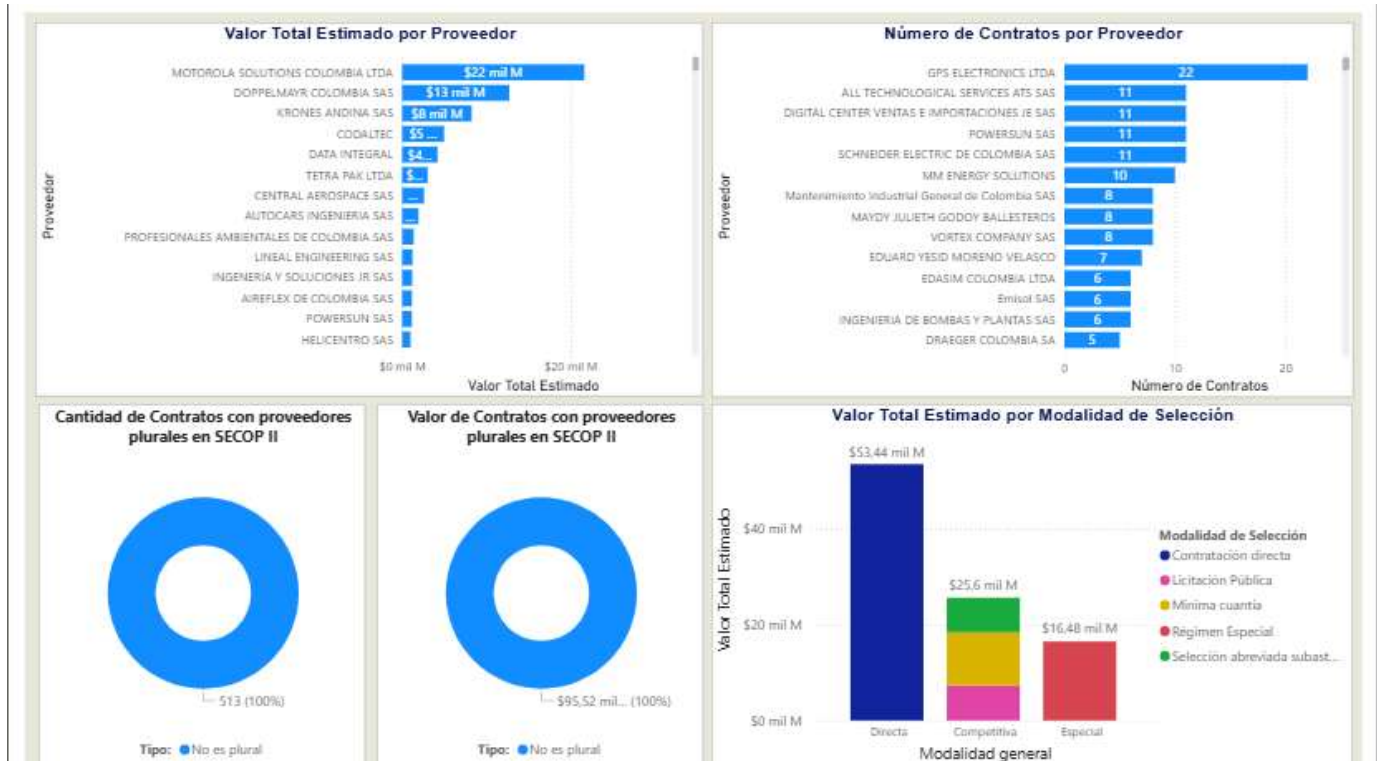 Valor Total Estimado por Proveedor
Proveedor
MOTOROLA SOLUTIONS COLOMBIA LTDA $22 mil M
DOPPELMAYR COLOMBIA SAS $13 mil M
KRONES ANDINA SAS $8 mil M
CODALTEC $5 ...
DATA INTEGRAL $4...
TETRA PAK LTDA $...
CENTRAL AEROSPACE SAS ...
AUTOCARS INGENIERIA SAS ...
PROFESIONALES AMBIENTALES DE COLOMBIA SAS
LINEAL ENGINEERING SAS
INGENERIA Y SOLUCIONES JR SAS
AIREFLEX DE COLOMBIA SAS
POWERSUN SAS
HELICENTRO SAS
$0 mil M $20 mil M
Valor Total Estimado
Número de Contratos por Proveedor
Proveedor
GPS ELECTRONICS LTDA 22
ALL TECHNOLOGICAL SERVICES ATS SAS 11
DIGITAL CENTER VENTAS E IMPORTACIONES JE SAS 11
POWERSUN SAS 11
SCHNEIDER ELECTRIC DE COLOMBIA SAS 11
MM ENERGY SOLUTIONS 10
Mantenimiento Industrial General de Colombia SAS 8
MAYDY JULIETH GODOY BALLESTEROS 8
VORTEX COMPANY SAS 8
EDUARD YESID MORENO VELASCO 7
EDASIM COLOMBIA LTDA 6
Emisol SAS 6
INGENIERIA DE BOMBAS Y PLANTAS SAS 6
DRAEGER COLOMBIA SA 5
0 10 20
Número de Contratos
Cantidad de Contratos con proveedores
plurales en SECOP II
513 (100%)
Tipo: No es plural
Valor de Contratos con proveedores
plurales en SECOP II
$95,52 mil... (100%)
Tipo: No es plural
Valor Total Estimado por Modalidad de Selección
Valor Total Estimado
$53,44 mil M
$40 mil M
$25,6 mil M
$20 mil M
$16,48 mil M
$0 mil M
Directa Competitiva Especial
Modalidad general
Modalidad de Selección
Contratación directa
Licitación Pública
Mínima cuantía
Régimen Especial
Selección abreviada subast...